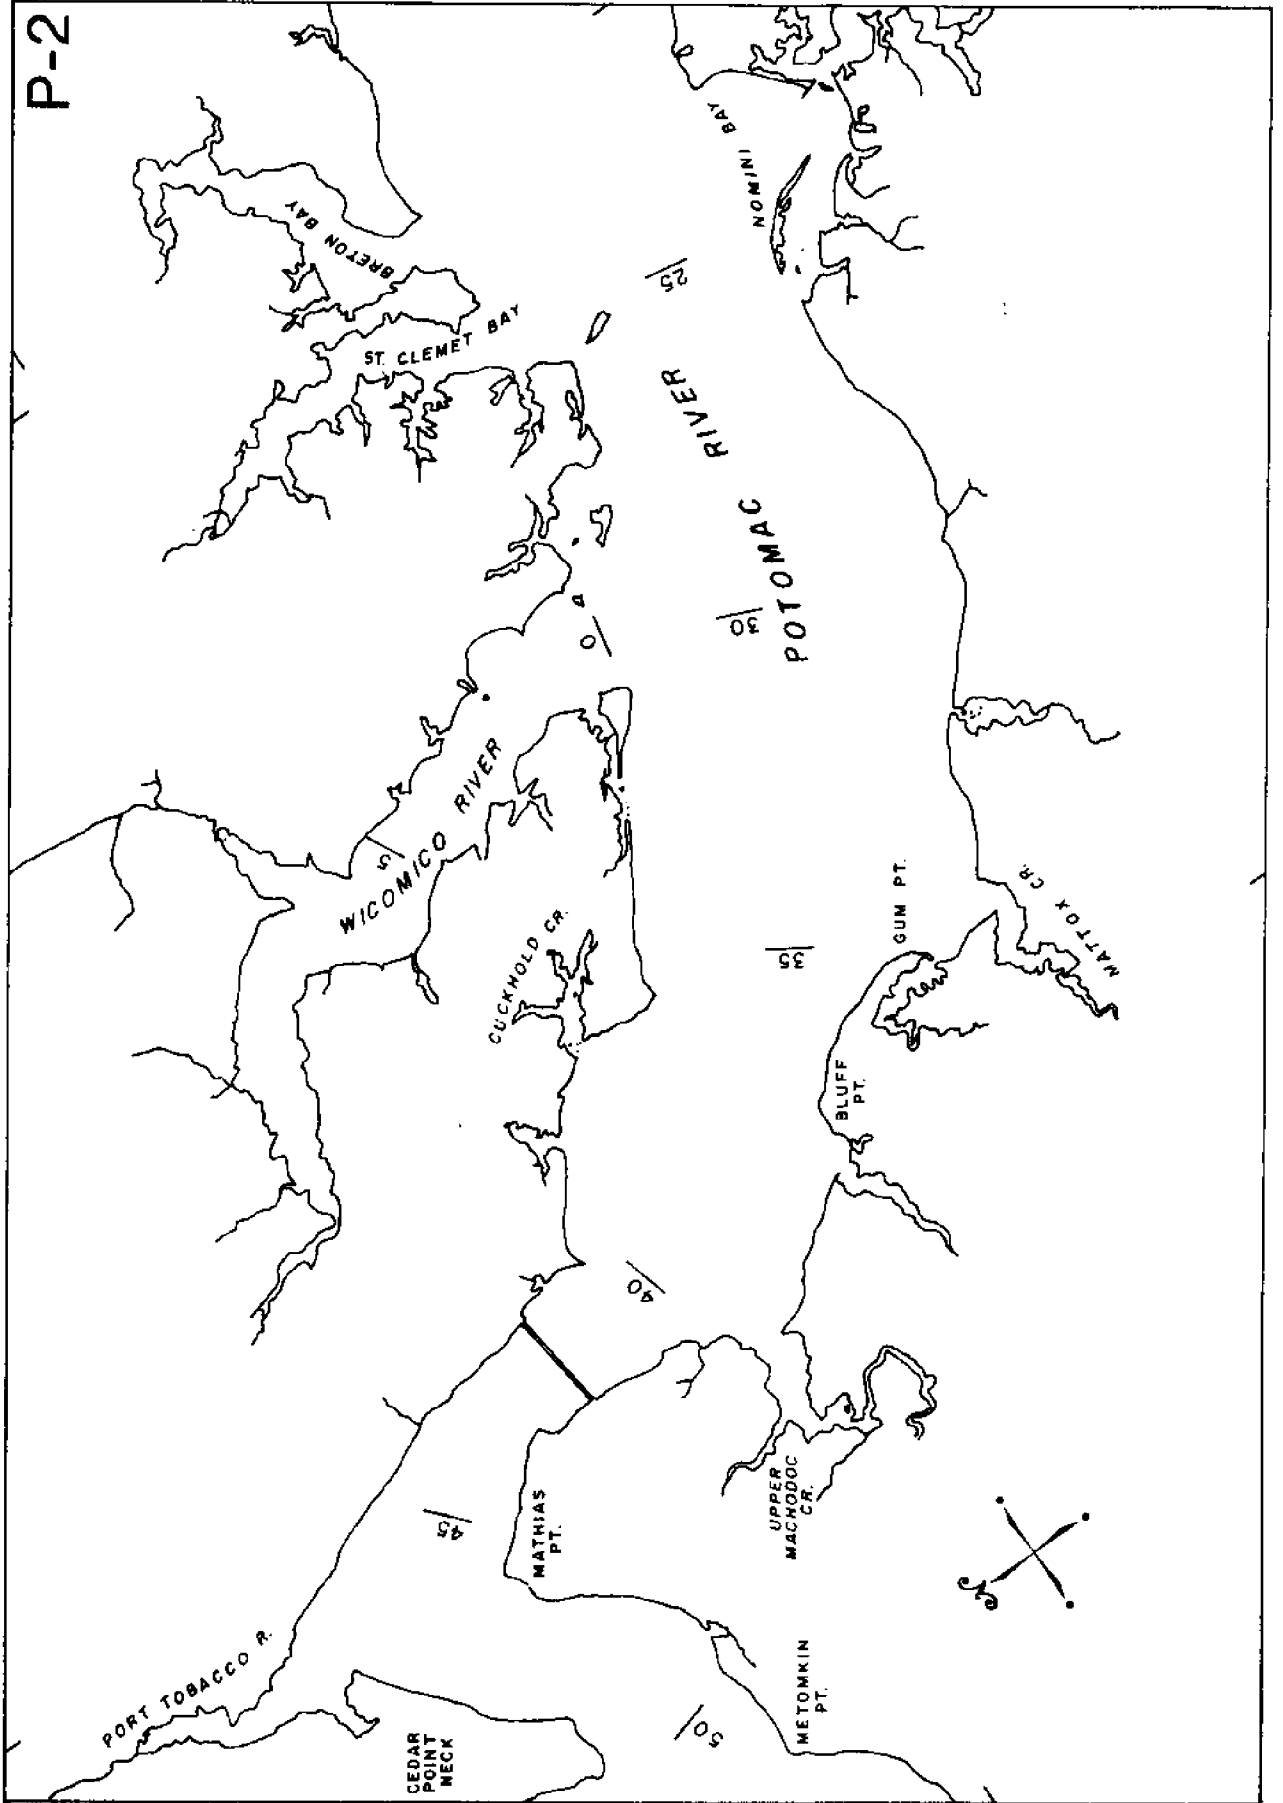 P-2
BRETON BAY
ST. CLEMET BAY
NOMINI BAY
25
POTOMAC RIVER
30
0
WICOMICO RIVER
5
CUCKHOLD CR.
35
GUM PT.
MATTOX CR.
BLUFF
PT.
40
UPPER
MACHODOC
CR.
45
MATHIAS
PT.
N
PORT TOBACCO R.
CEDAR
POINT
NECK
50
METOMKIN
PT.